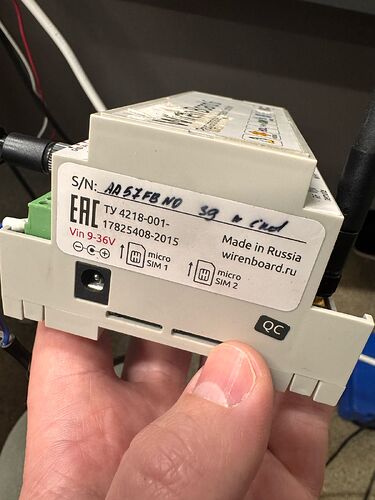 S/N: AA57FBNO 3g
EAC
ТУ 4218-001-
17825408-2015
Made in Russia
wirenboard.ru
Vin 9-36V
micro
SIM 1
micro
SIM 2
QC